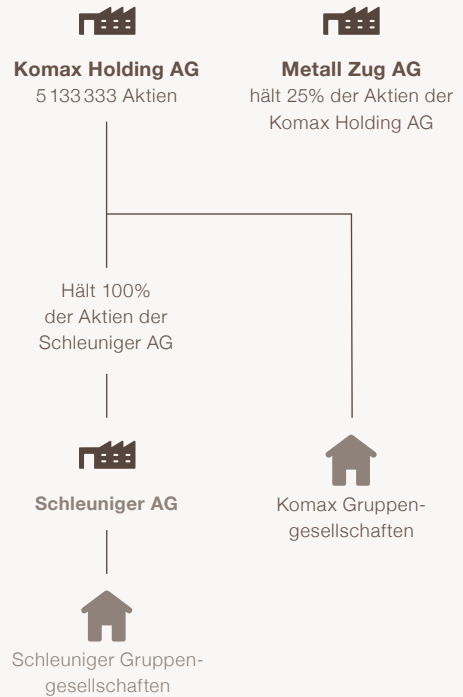 Komax Holding AG
5 133 333 Aktien
Metall Zug AG
hält 25% der Aktien der
Komax Holding AG
Hält 100%
der Aktien der
Schleuniger AG
Schleuniger AG
Komax Gruppen-
gesellschaften
Schleuniger Gruppen-
gesellschaften